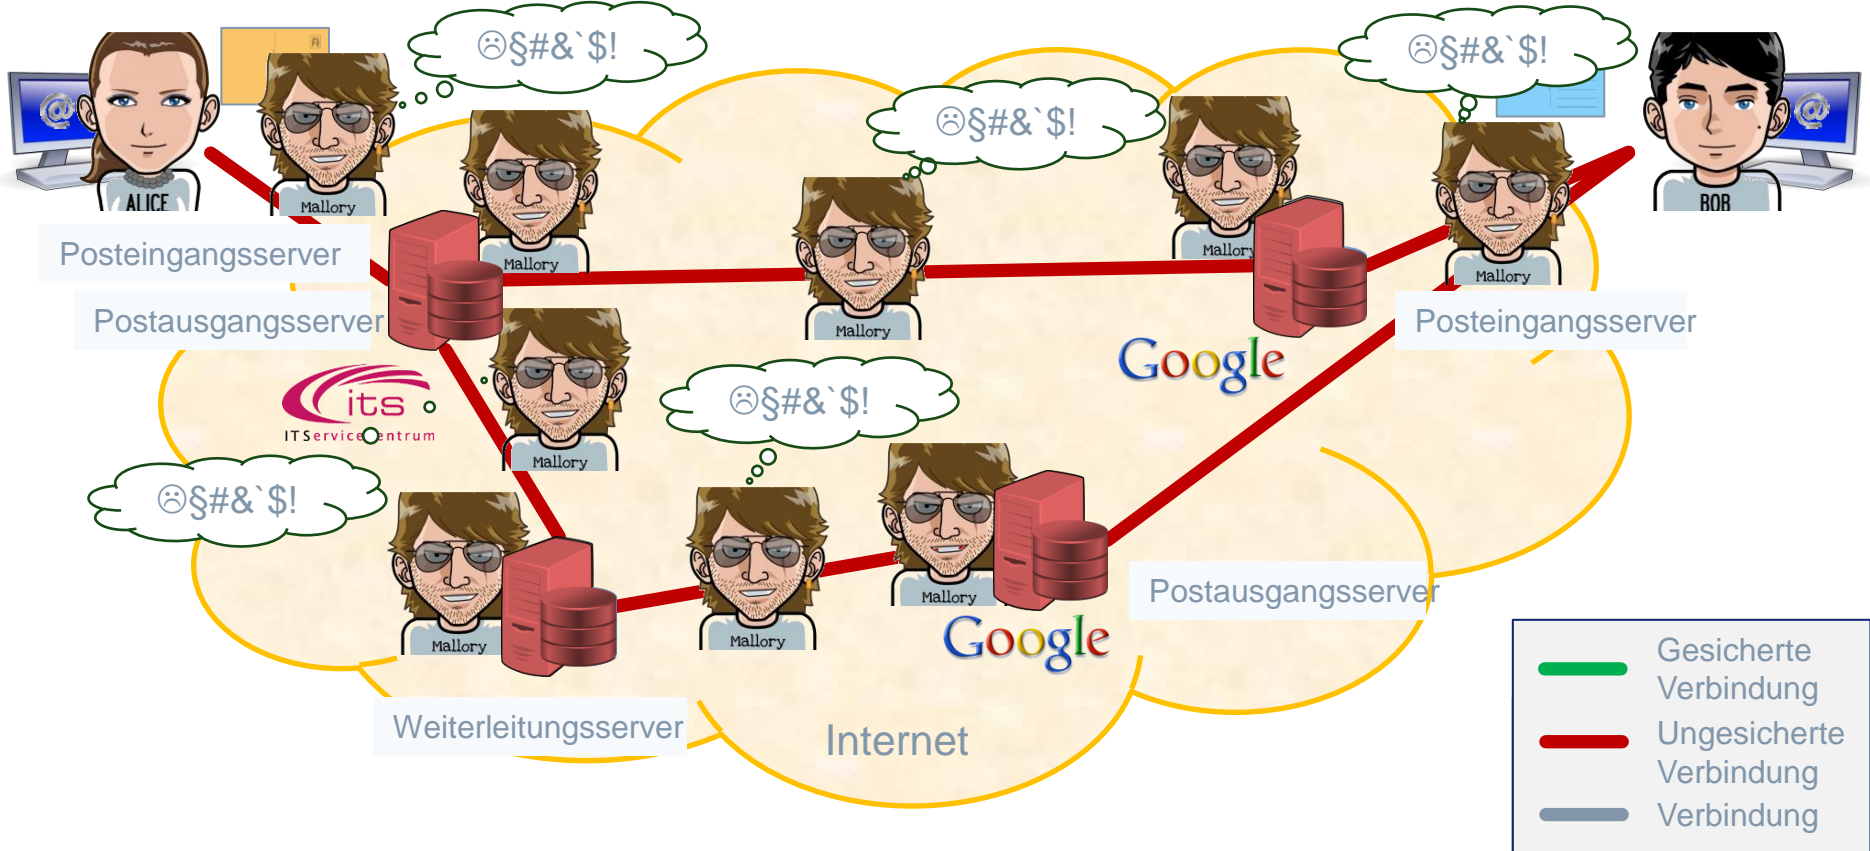 ☹§#&`$!
☹§#&`$!
☹§#&`$!
@
@
ALICE
Mallory
Mallory
Mallory
Mallory
Mallory
BOB
Posteingangsserver
Postausgangsserver
Posteingangsserver
Google
its
ITServicezentrum
Mallory
☹§#&`$!
☹§#&`$!
Mallory
Mallory
Mallory
Postausgangsserver
Google
Weiterleitungsserver
Internet
Gesicherte
Verbindung
Ungesicherte
Verbindung
Verbindung